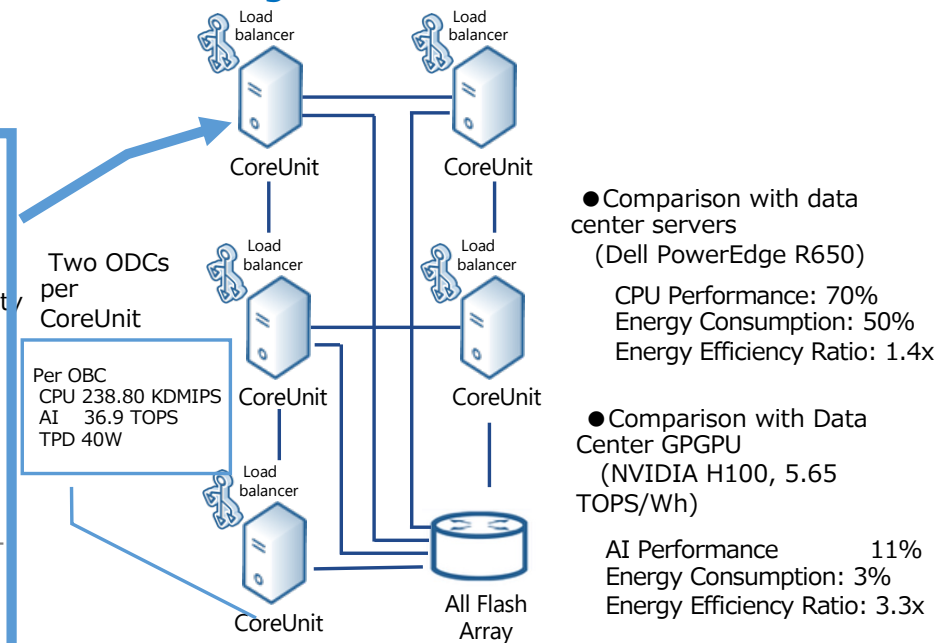 Load
balancer
Load
balancer
CoreUnit
CoreUnit
Two ODCs
per
CoreUnit
Per OBC
CPU 238.80 KDMIPS
AI 36.9 TOPS
TPD 40W
Load
balancer
Load
balancer
CoreUnit
CoreUnit
Load
balancer
CoreUnit
All Flash
Array
●Comparison with data
center servers
(Dell PowerEdge R650)
CPU Performance: 70%
Energy Consumption: 50%
Energy Efficiency Ratio: 1.4x
●Comparison with Data
Center GPGPU
(NVIDIA H100, 5.65
TOPS/Wh)
AI Performance 11%
Energy Consumption: 3%
Energy Efficiency Ratio: 3.3x